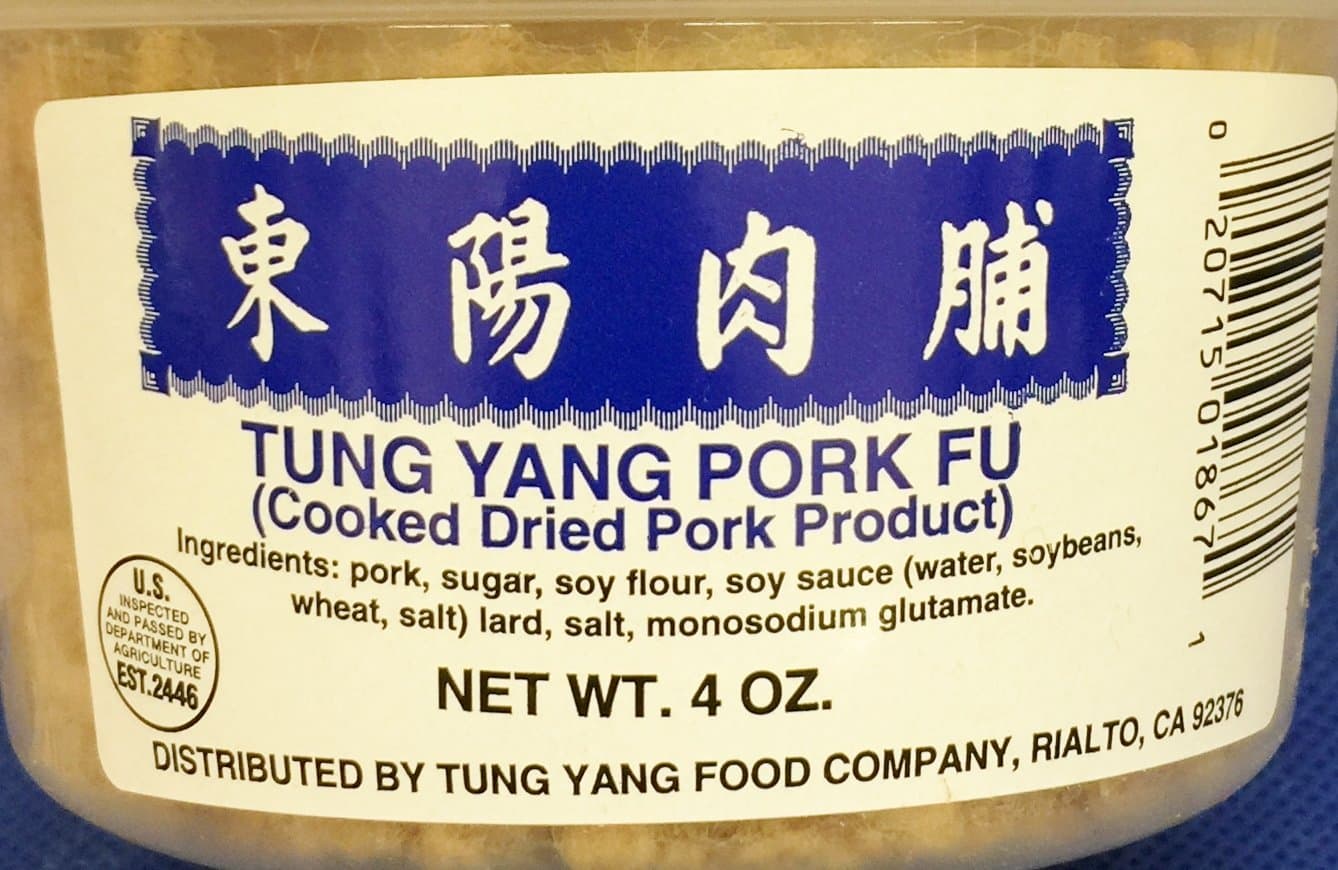 東陽肉脯
TUNG YANG PORK FU
(Cooked Dried Pork Product)
Ingredients: pork, sugar, soy flour, soy sauce (water, soybeans,
wheat, salt) lard, salt, monosodium glutamate.
U.S.
INSPECTED
AND PASSED BY
DEPARTMENT OF
AGRICULTURE
EST.2446
NET WT. 4 OZ.
DISTRIBUTED BY TUNG YANG FOOD COMPANY, RIALTO, CA 92376
0 20715 01867 1